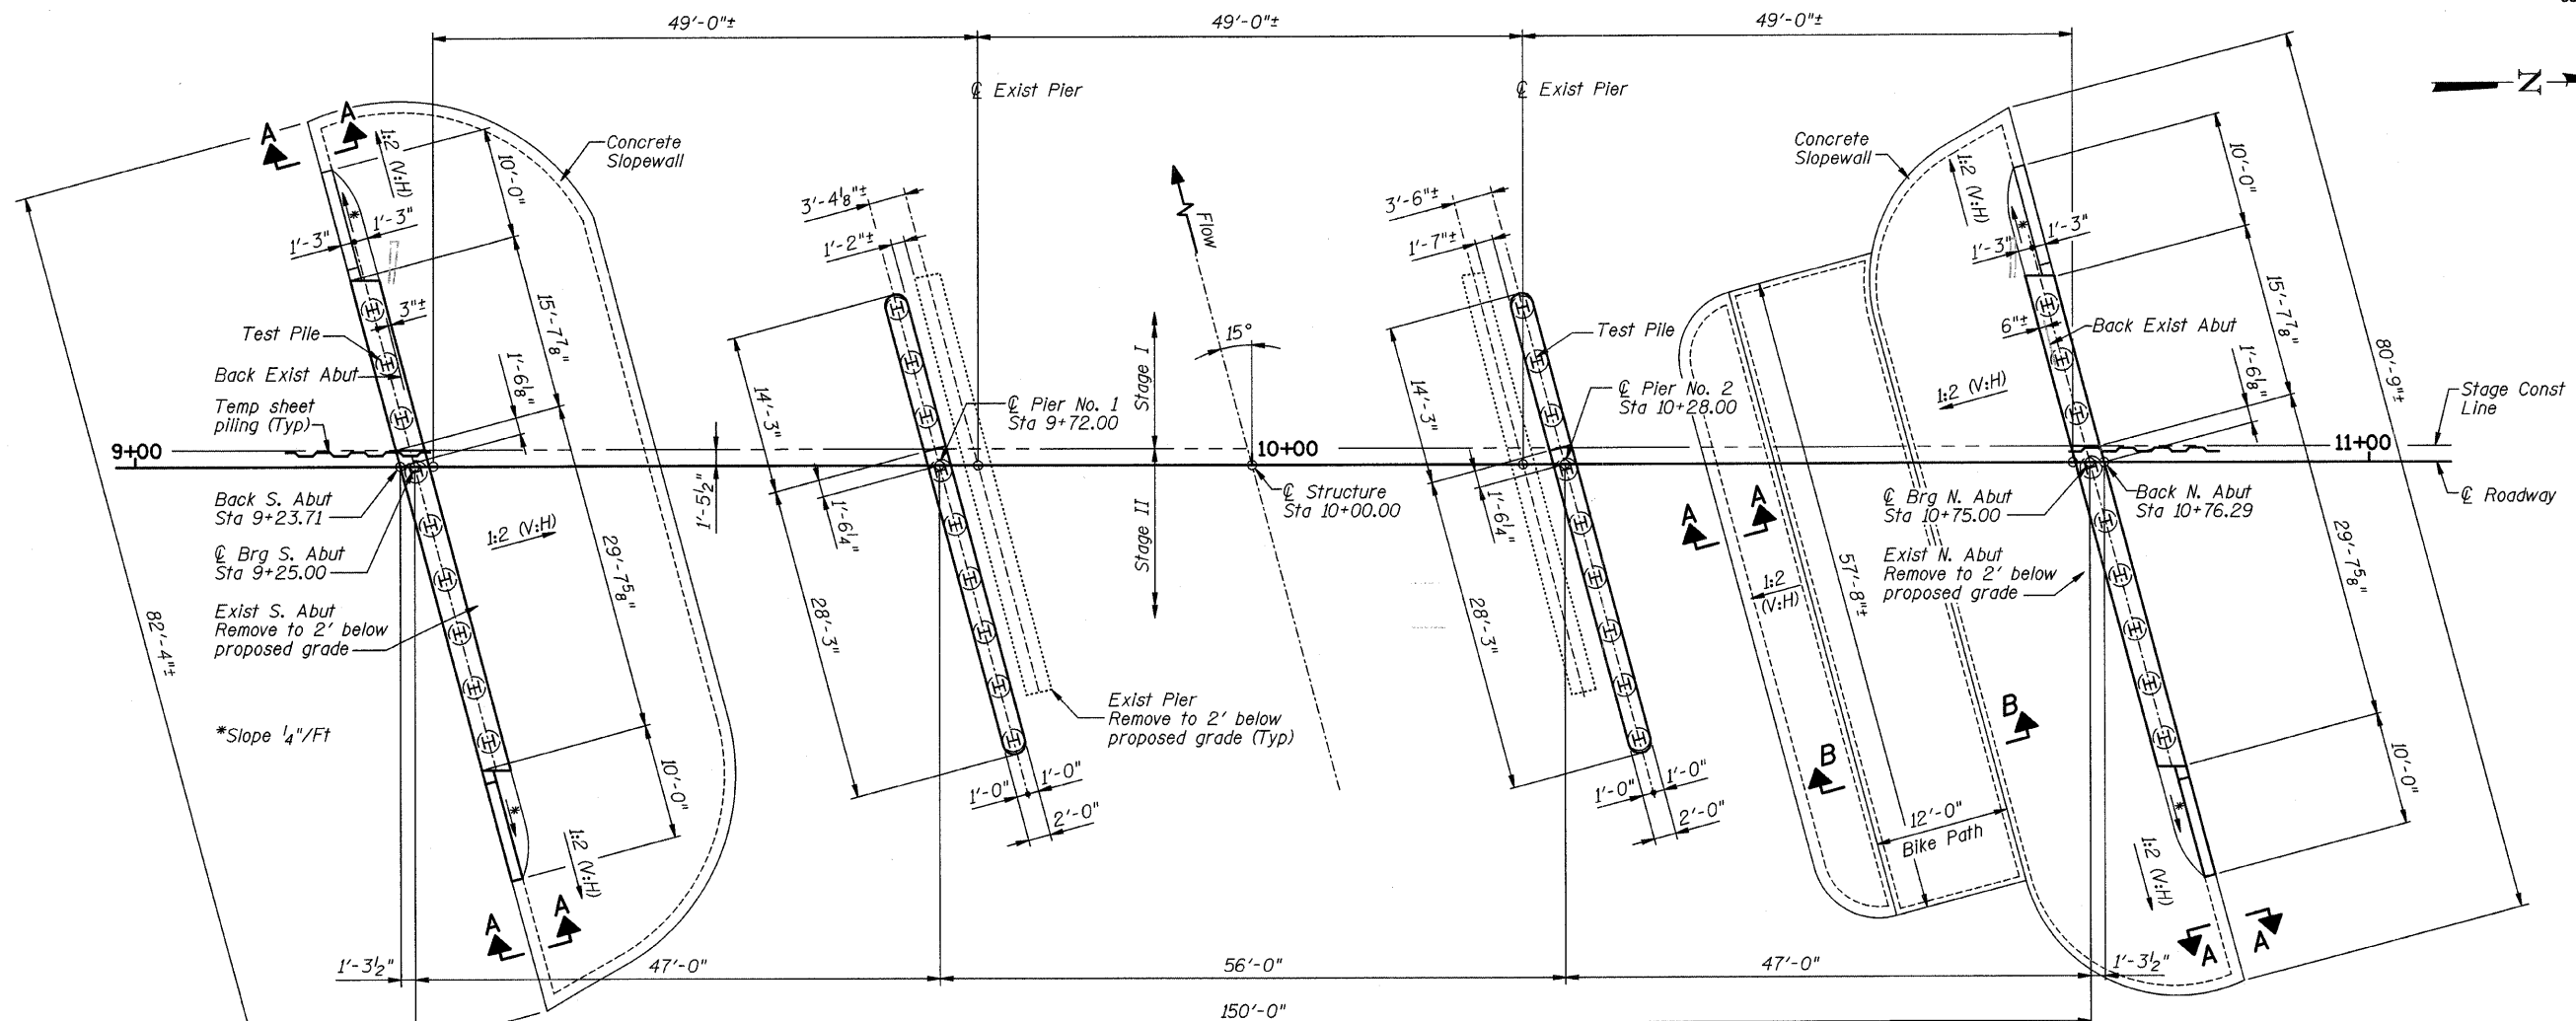 49'-0"±
49'-0"±
49'-0"±
℄ Exist Pier
℄ Exist Pier
N
A
A
1:2 (V:H)
Concrete
Slopewall
10'-0"
3'-4⅛"±
1'-2"±
Flow
3'-6"±
1'-7"±
Concrete
Slopewall
1:2 (V:H)
10'-0"
*
1'-3"
1'-3"
*
1'-3"
1'-3"
15'-7⅞"
3"±
Test Pile
Back Exist Abut
Temp sheet
piling (Typ)
1'-6⅛"
14'-3"
Stage I
15°
14'-3"
Test Pile
6"±
Back Exist Abut
15'-7⅞"
1'-6⅛"
80'-9"±
℄ Pier No. 1
Sta 9+72.00
℄ Pier No. 2
Sta 10+28.00
1:2 (V:H)
Stage Const
Line
9+00
10+00
11+00
℄ Roadway
Back S. Abut
Sta 9+23.71
℄ Brg S. Abut
Sta 9+25.00
Exist S. Abut
Remove to 2' below
proposed grade
1:2 (V:H)
29'-7⅝"
1'-5½"
1'-6¼"
28'-3"
Stage II
℄ Structure
Sta 10+00.00
1'-6¼"
28'-3"
A
A
1:2
(V:H)
57'-8"±
℄ Brg N. Abut
Sta 10+75.00
Exist N. Abut
Remove to 2' below
proposed grade
Back N. Abut
Sta 10+76.29
29'-7⅝"
82'-4"±
*Slope ¼"/Ft
Exist Pier
Remove to 2' below
proposed grade (Typ)
B
B
10'-0"
10'-0"
1'-0"
1'-0"
2'-0"
1'-0"
1'-0"
2'-0"
12'-0"
Bike Path
*
1:2 (V:H)
*
1:2 (V:H)
A
A
A
A
1'-3½"
47'-0"
56'-0"
47'-0"
1'-3½"
150'-0"